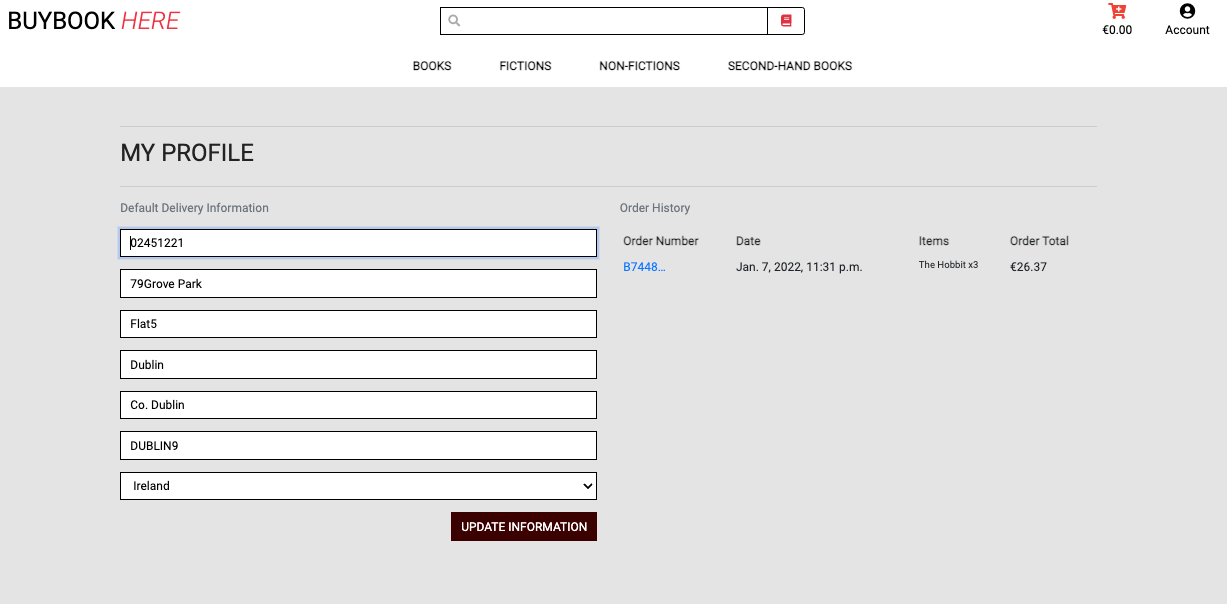 BUYBOOK HERE
€0.00
Account
BOOKS FICTIONS NON-FICTIONS SECOND-HAND BOOKS
MY PROFILE
Default Delivery Information
02451221
79Grove Park
Flat5
Dublin
Co. Dublin
DUBLIN9
Ireland
UPDATE INFORMATION
Order History
Order Number Date Items Order Total
B7448... Jan. 7, 2022, 11:31 p.m. The Hobbit x3 €26.37